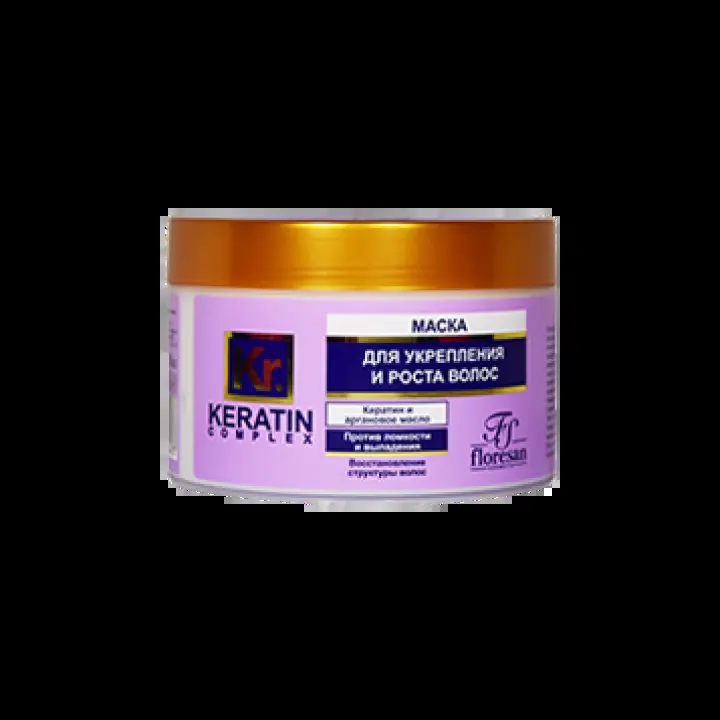 Kr.
KERATIN
COMPLEX
МАСКА
ДЛЯ УКРЕПЛЕНИЯ
И РОСТА ВОЛОС
Кератин и
аргановое масло
Против ломкости
и выпадения
Восстановление
структуры волос
FS
floresan